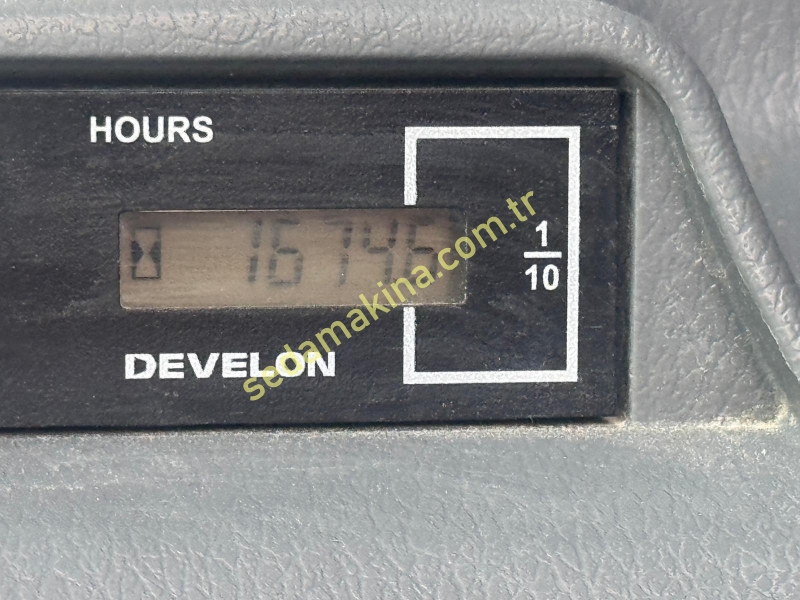 HOURS
16746
1
10
DEVELON
sedamakina.com.tr